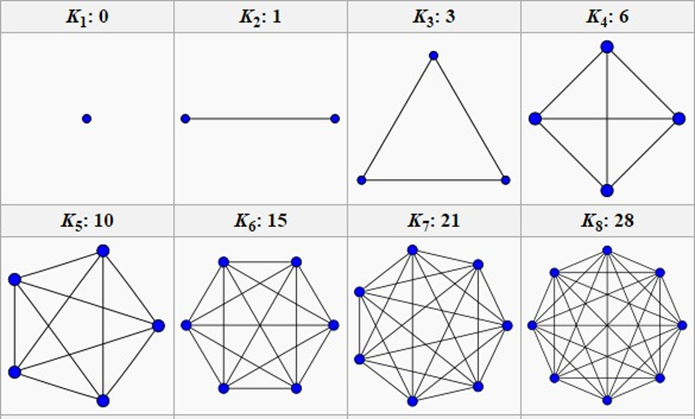 K₁: 0
K₂: 1
K₃: 3
K₄: 6
K₅: 10
K₆: 15
K₇: 21
K₈: 28